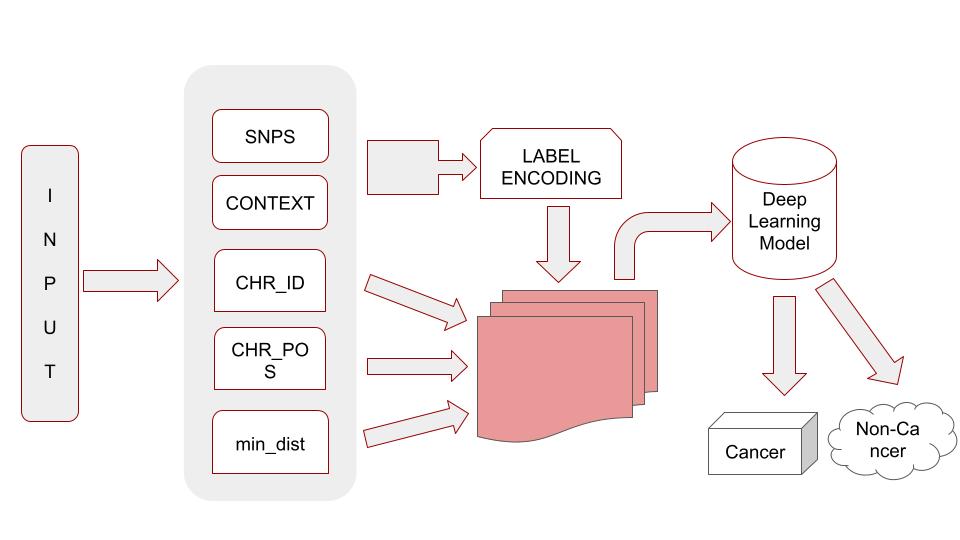 I
N
P
U
T
SNPS
CONTEXT
CHR_ID
CHR_PO
S
min_dist
LABEL
ENCODING
Deep
Learning
Model
Cancer
Non-Ca
ncer